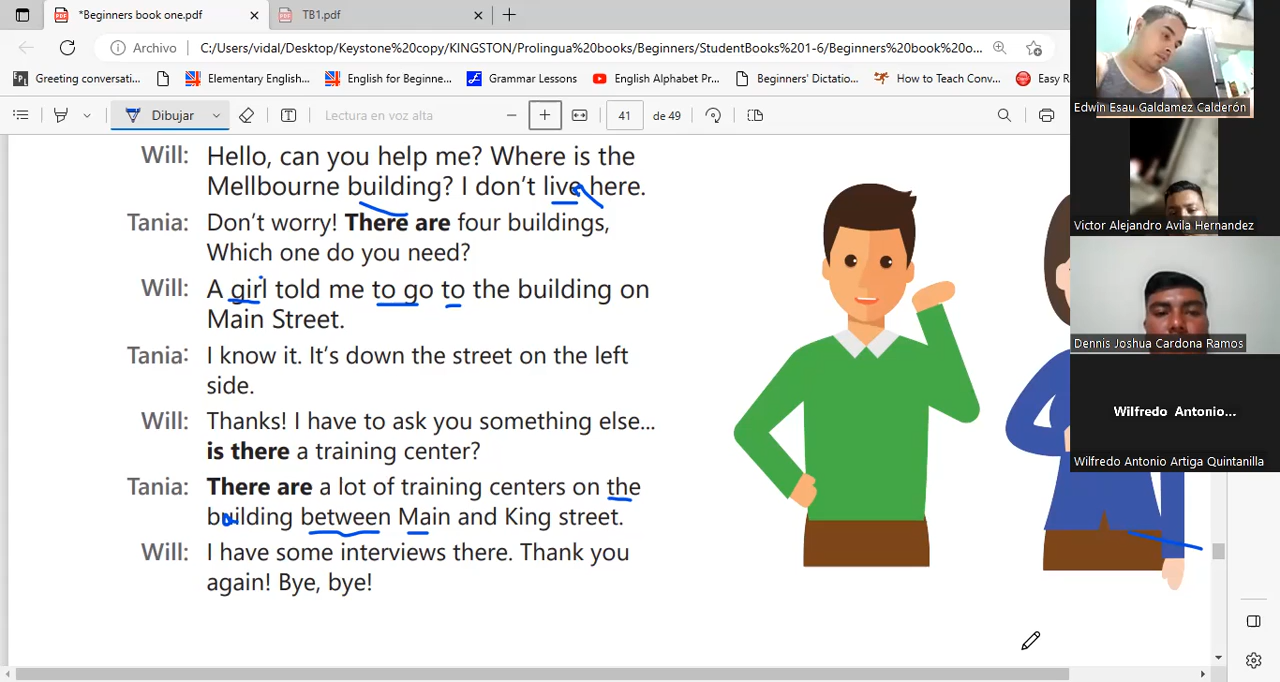 *Beginners book one.pdf
TB1.pdf
Archivo
C:/Users/vidal/Desktop/Keystone%20copy/KINGSTON/Prolingua%20books/Beginners/StudentBooks%201-6/Beginners%20book%20o...
Greeting conversati...
Elementary English...
English for Beginne...
Grammar Lessons
English Alphabet Pr...
Beginners' Dictatio...
How to Teach Conv...
Easy R
Dibujar
Lectura en voz alta
41
de 49
Will: Hello, can you help me? Where is the
Mellbourne building? I don't live here.
Tania: Don't worry! There are four buildings,
Which one do you need?
Will: A girl told me to go to the building on
Main Street.
Tania: I know it. It's down the street on the left
side.
Will: Thanks! I have to ask you something else...
is there a training center?
Tania: There are a lot of training centers on the
building between Main and King street.
Will: I have some interviews there. Thank you
again! Bye, bye!
Edwin Esau Galdamez Calderón
Victor Alejandro Avila Hernandez
Dennis Joshua Cardona Ramos
Wilfredo Antonio...
Wilfredo Antonio Artiga Quintanilla